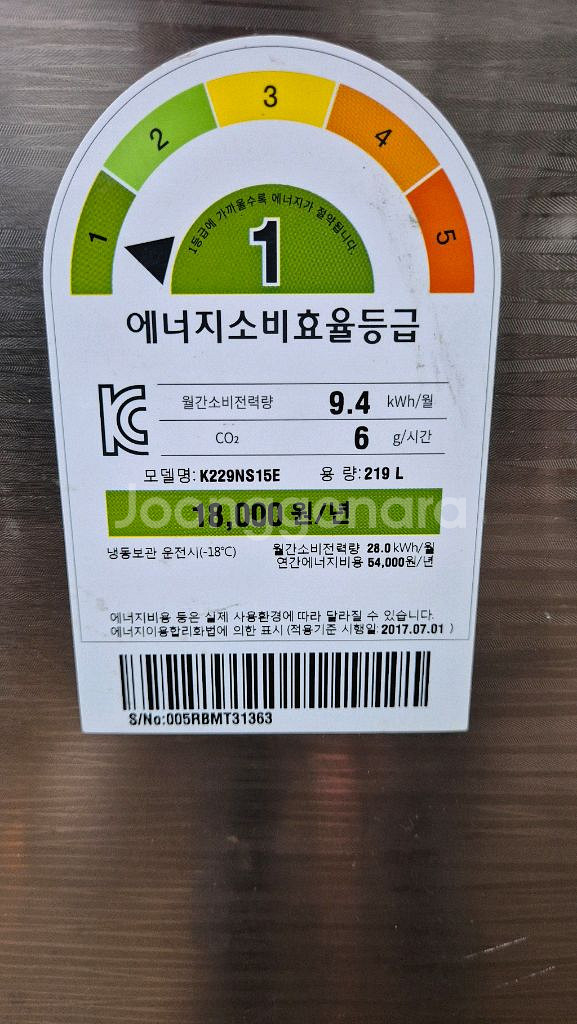 1
2
3
4
5
1등급에 가까울수록 에너지가 절약됩니다.
1
에너지소비효율등급
월간소비전력량 9.4 kWh/월
CO₂ 6 g/시간
모델명: K229NS15E 용 량: 219 L
18,000 원/년
Joonggonara
냉동보관 운전시(-18℃) 월간소비전력량 28.0 kWh/월
연간에너지비용 54,000원/년
에너지비용 등은 실제 사용환경에 따라 달라질 수 있습니다.
에너지이용합리화법에 의한 표시 (적용기준 시행일: 2017.07.01 )
S/No:005RBMT31363